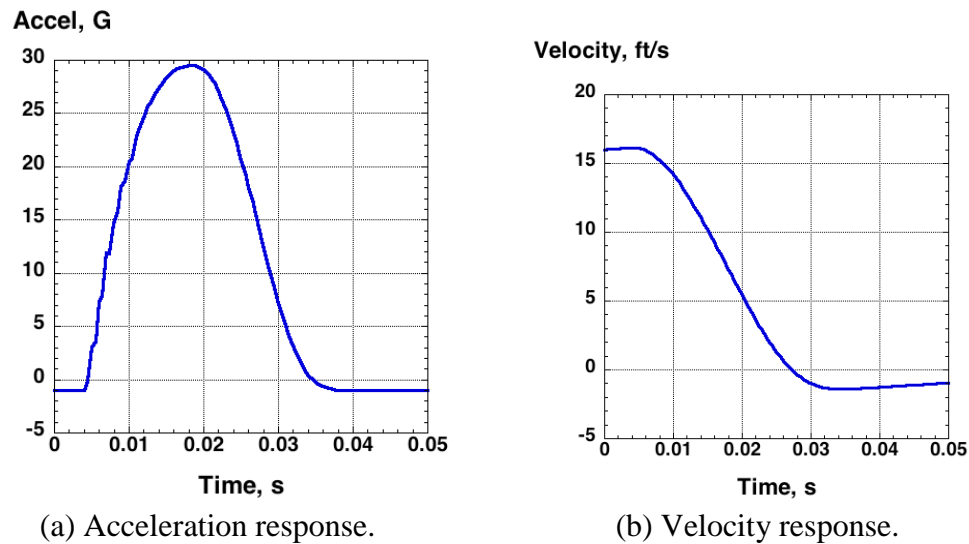 Accel, G
30
25
20
15
10
5
0
-5
0 0.01 0.02 0.03 0.04 0.05
Time, s
(a) Acceleration response.
Velocity, ft/s
20
15
10
5
0
-5
0 0.01 0.02 0.03 0.04 0.05
Time, s
(b) Velocity response.